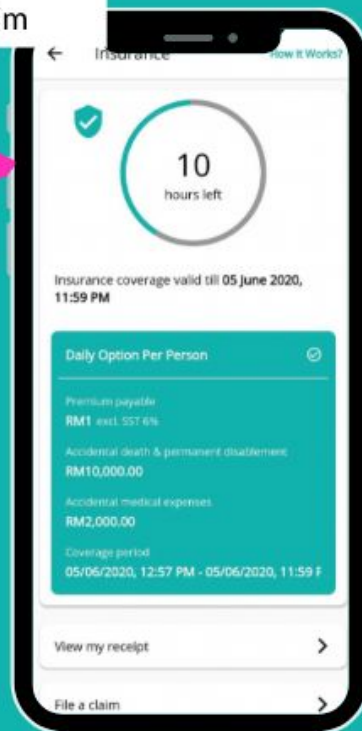 im
Insurance
How It Works?
10
hours left
Insurance coverage valid till 05 June 2020,
11:59 PM
Daily Option Per Person
Premium payable
RM1 excl. SST 6%
Accidental death & permanent disablement
RM10,000.00
Accidental medical expenses
RM2,000.00
Coverage period
05/06/2020, 12:57 PM - 05/06/2020, 11:59 P
View my receipt
File a claim